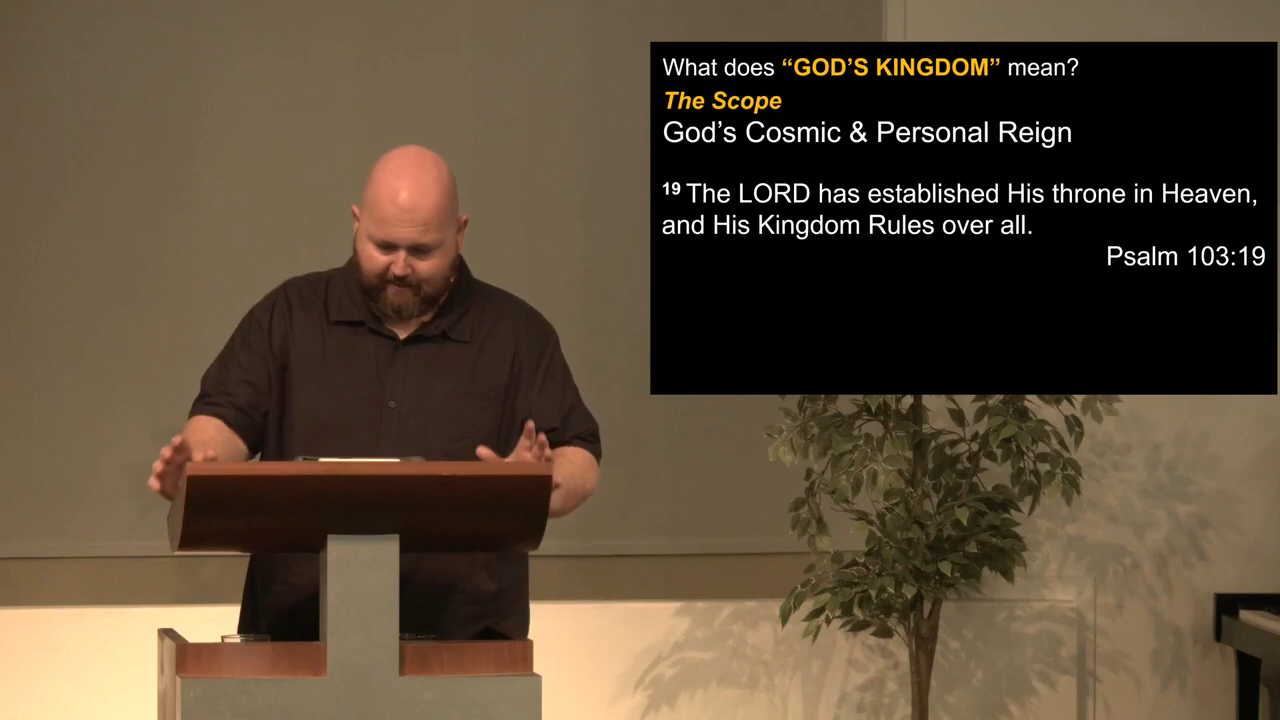 What does “GOD’S KINGDOM” mean?
The Scope
God’s Cosmic & Personal Reign
19 The LORD has established His throne in Heaven,
and His Kingdom Rules over all.
Psalm 103:19